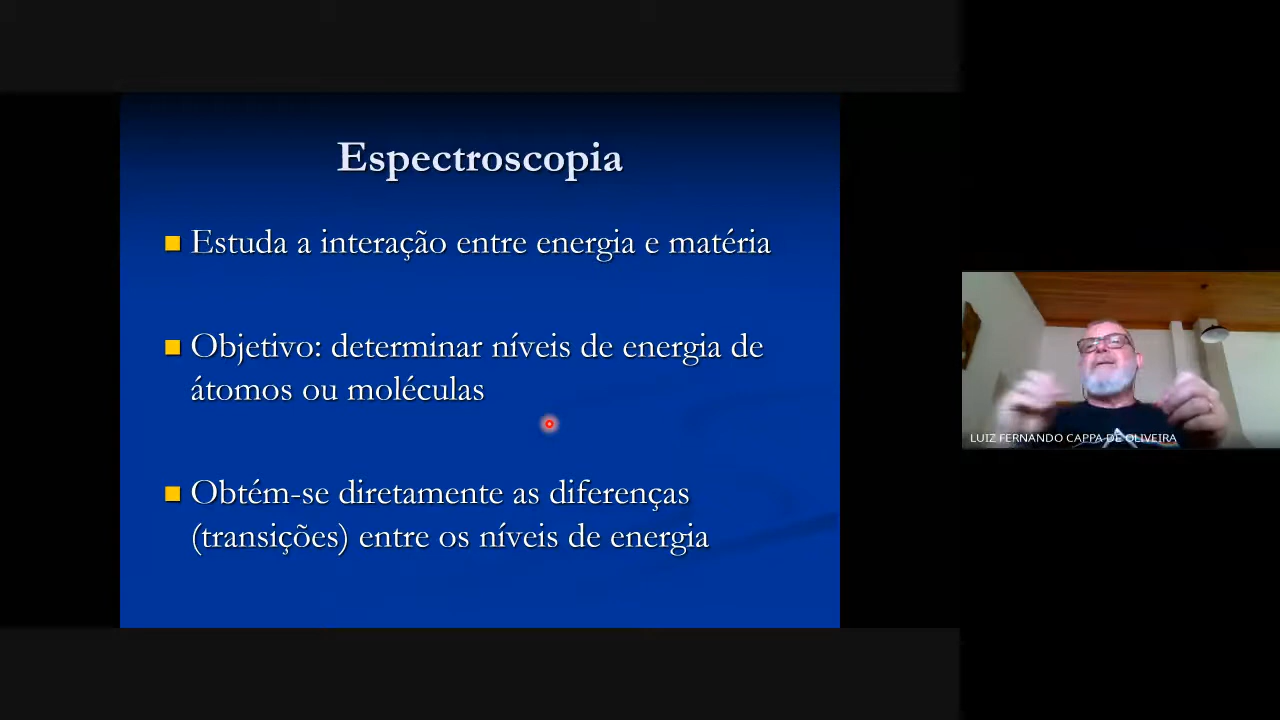 Espectroscopia
Estuda a interação entre energia e matéria
Objetivo: determinar níveis de energia de
átomos ou moléculas
Obtém-se diretamente as diferenças
(transições) entre os níveis de energia
LUIZ FERNANDO CAPPA DE OLIVEIRA